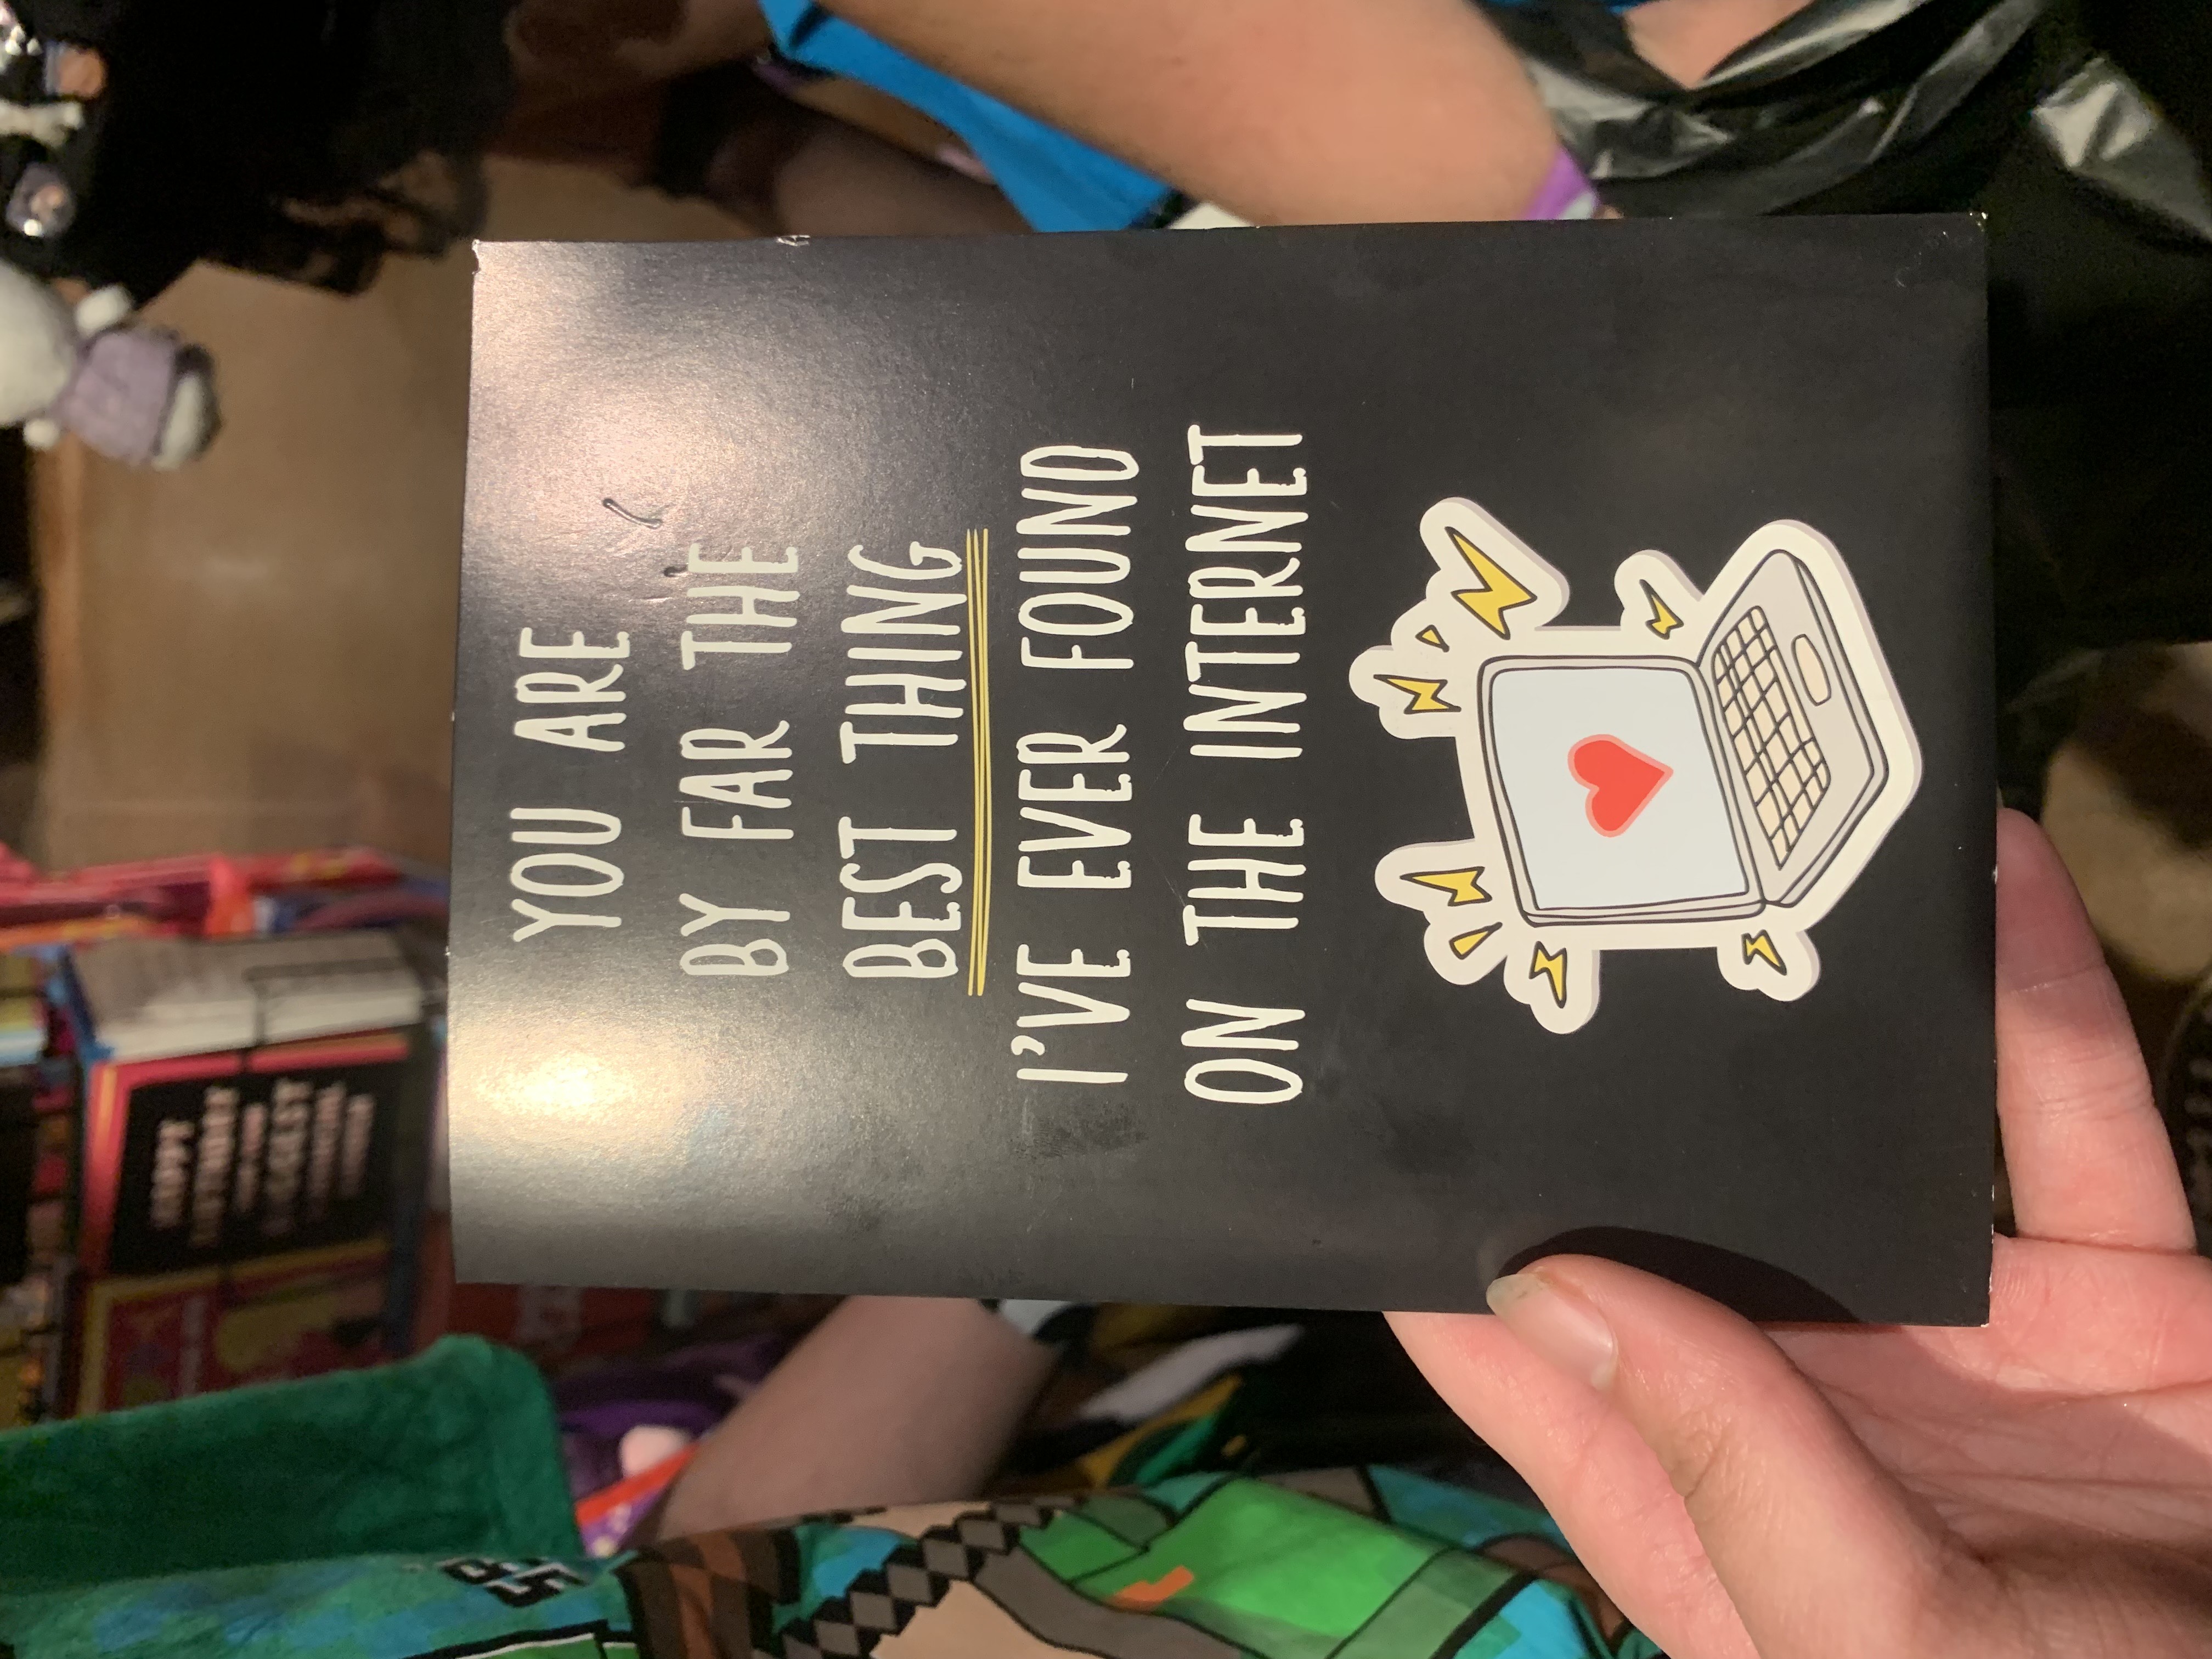 YOU ARE
BY FAR THE
BEST THING
I'VE EVER FOUND
ON THE INTERNET